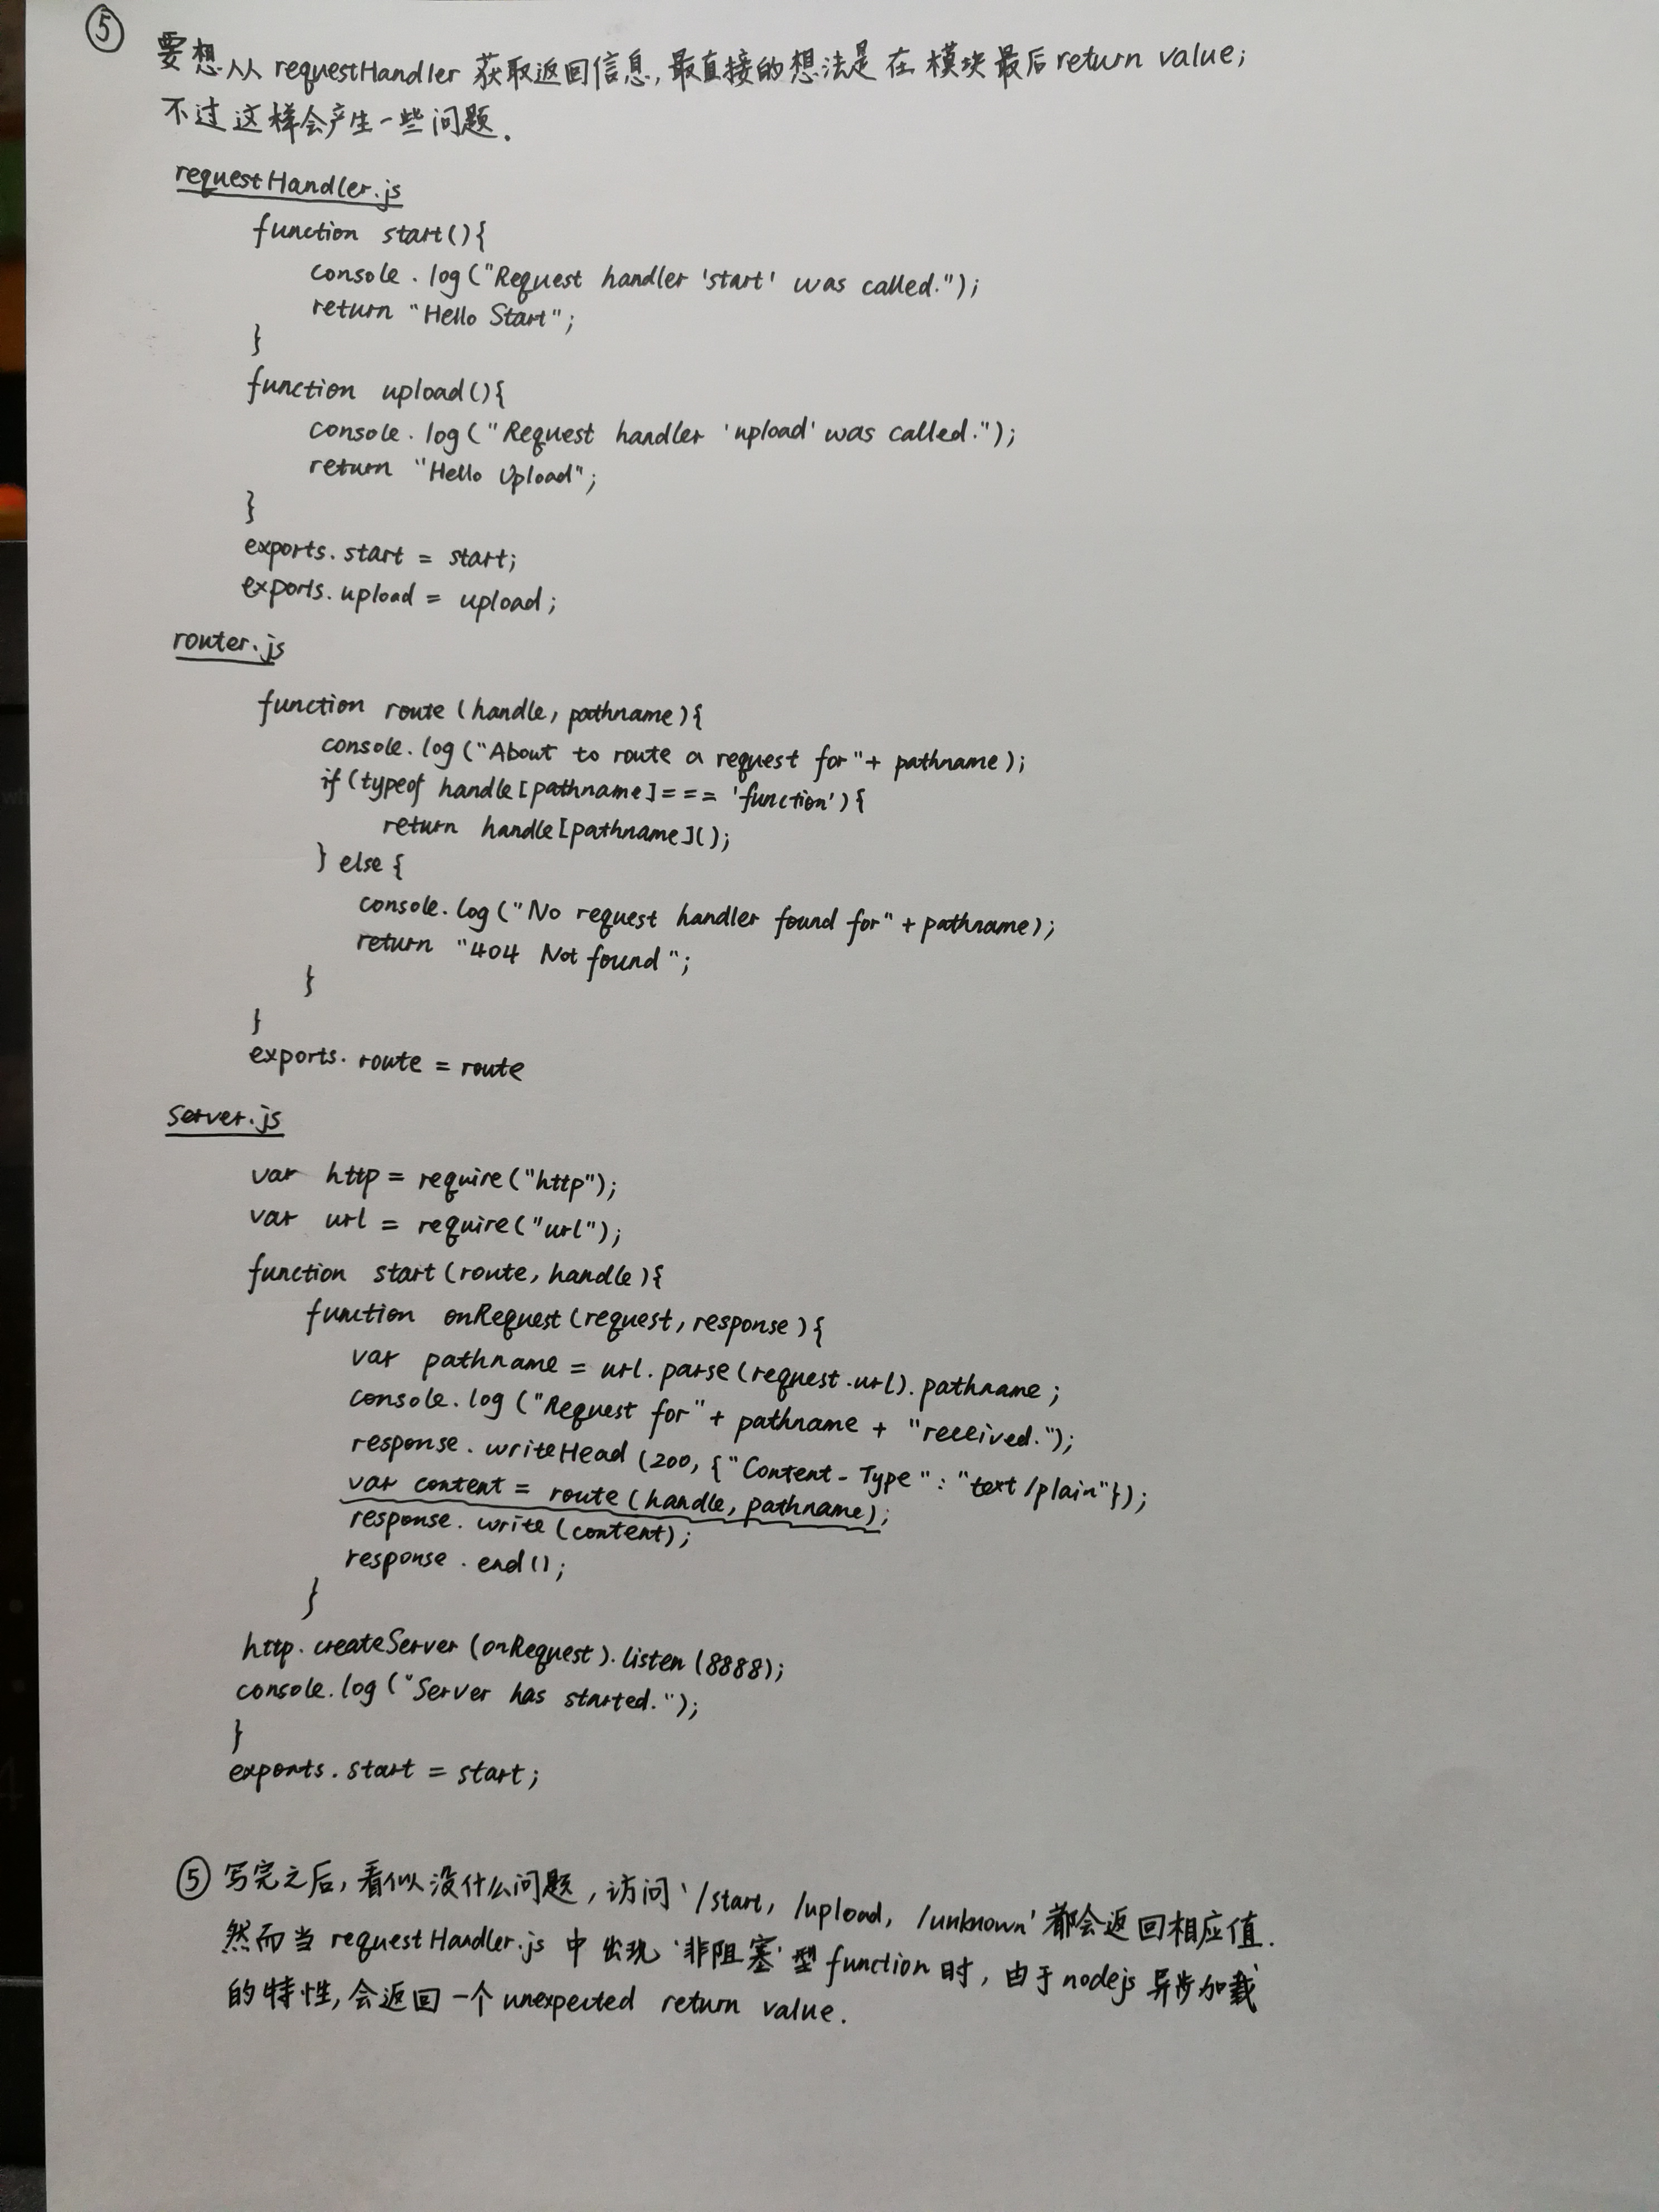 ⑤
要想从 requestHandler 获取返回信息,最直接的想法是 在 模块最后 return value;
不过这样会产生一些问题.
requestHandler.js
function start(){
console.log("Request handler 'start' was called.");
return "Hello Start";
}
function upload(){
console.log("Request handler 'upload' was called.");
return "Hello Upload";
}
exports.start = start;
exports.upload = upload;
router.js
function route(handle, pathname){
console.log("About to route a request for"+ pathname);
if(typeof handle[pathname]=== 'function'){
return handle[pathname]();
} else {
console.log("No request handler found for" + pathname);
return "404 Not found";
}
}
exports.route = route
Server.js
var http = require("http");
var url = require("url");
function start(route, handle){
function onRequest(request, response){
var pathname = url.parse(request.url).pathname;
console.log("Request for"+ pathname + "received.");
response.writeHead(200, {"Content-Type": "text/plain"});
var content = route(handle, pathname);
response.write(content);
response.end();
}
http.createServer(onRequest).listen(8888);
console.log("Server has started.");
}
exports.start = start;
⑤ 写完之后,看似没什么问题,访问 '/start, /upload, /unknown' 都会返回相应值.
然而当 requestHandler.js 中 出现 '非阻塞' 型 function 时,由于 nodejs 异步加载
的特性,会返回一个 unexpected return value.